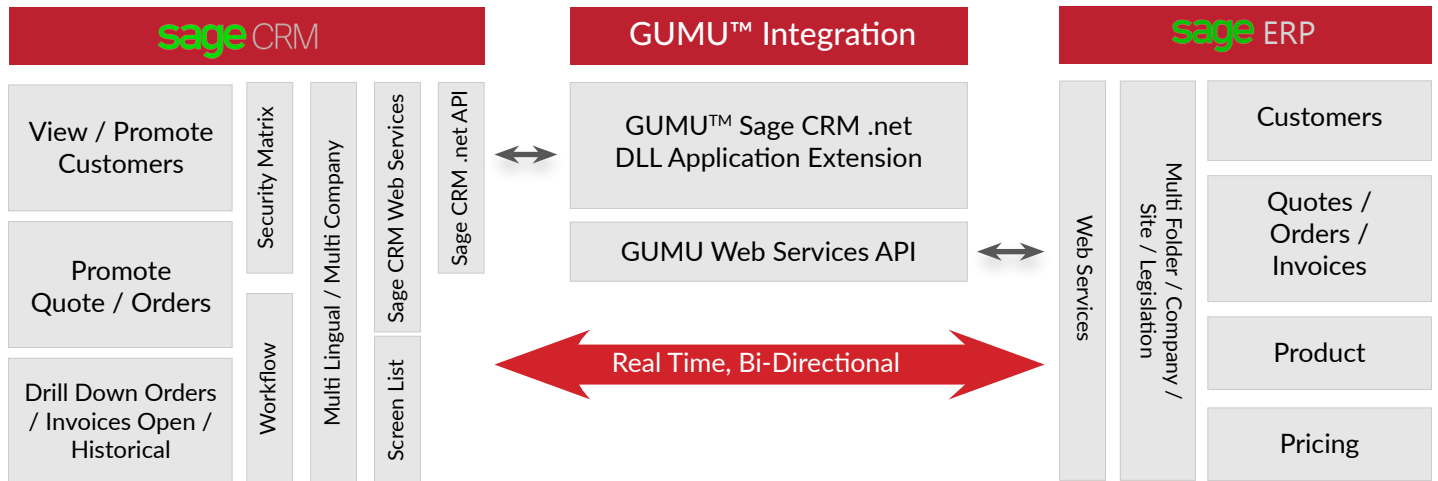 sage CRM
View / Promote
Customers
Promote
Quote / Orders
Drill Down Orders
/ Invoices Open /
Historical
Security Matrix
Workflow
Multi Lingual / Multi Company
Sage CRM Web Services
Screen List
Sage CRM .net API
GUMU™ Integration
GUMU™ Sage CRM .net
DLL Application Extension
GUMU Web Services API
Real Time, Bi-Directional
sage ERP
Web Services
Multi Folder / Company /
Site / Legislation
Customers
Quotes /
Orders /
Invoices
Product
Pricing